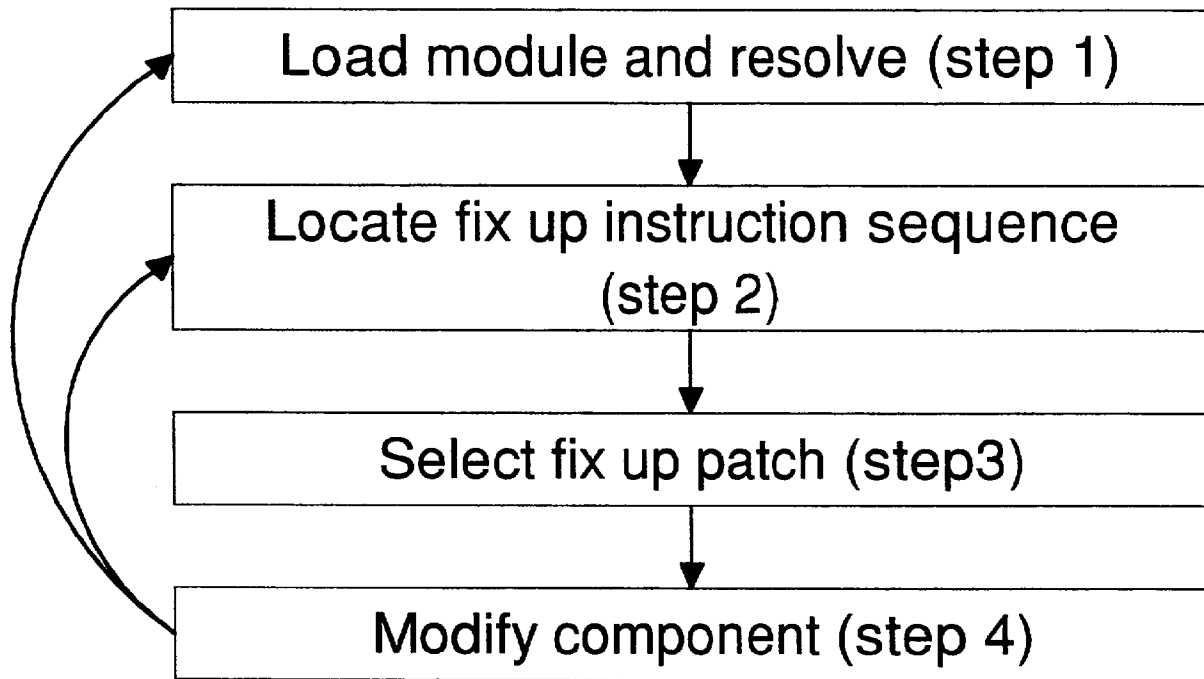 Load module and resolve (step 1)
Locate fix up instruction sequence
(step 2)
Select fix up patch (step3)
Modify component (step 4)